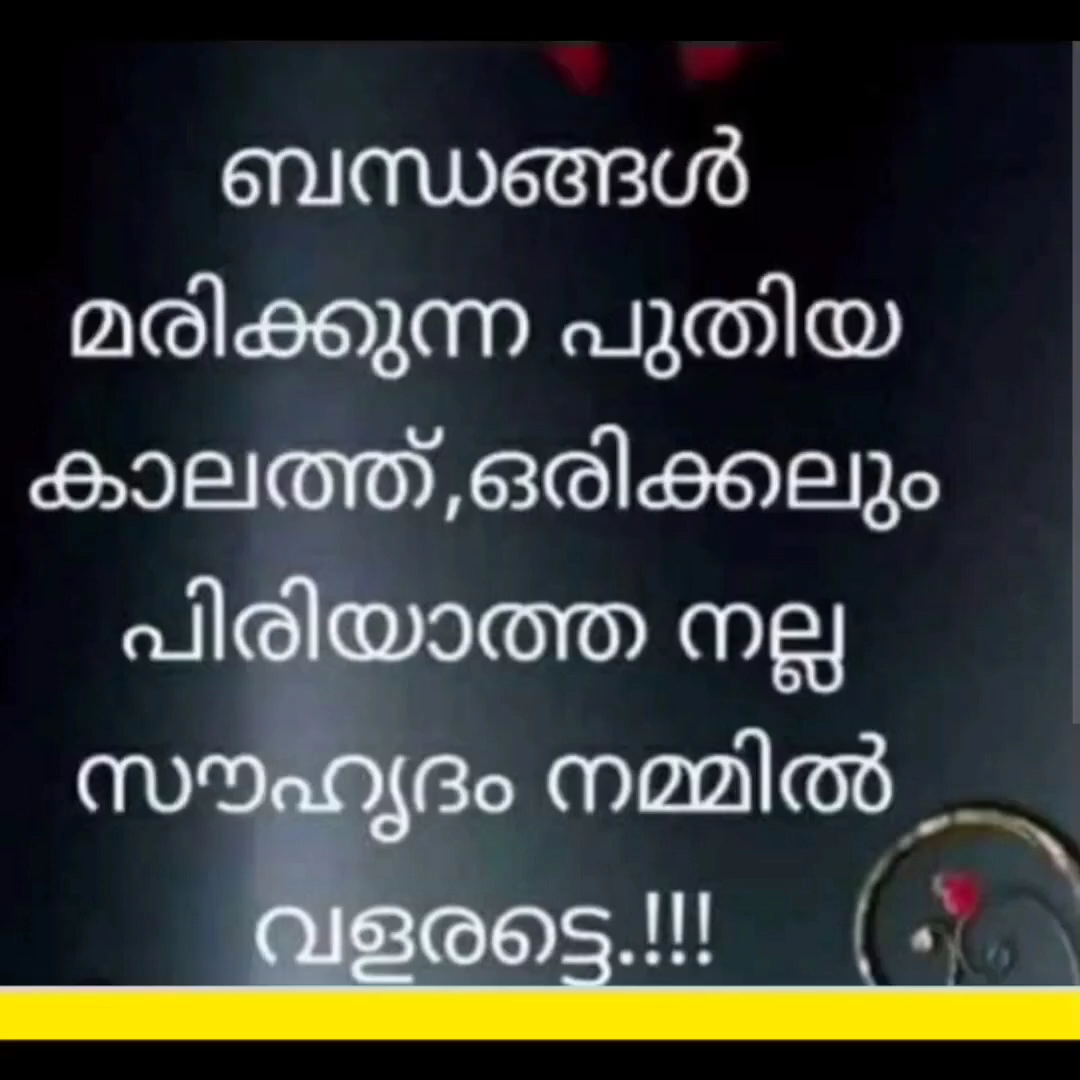 ബന്ധങ്ങൾ
മരിക്കുന്ന പുതിയ
കാലത്ത്,ഒരിക്കലും
പിരിയാത്ത നല്ല
സൗഹൃദം നമ്മിൽ
വളരട്ടെ.!!!